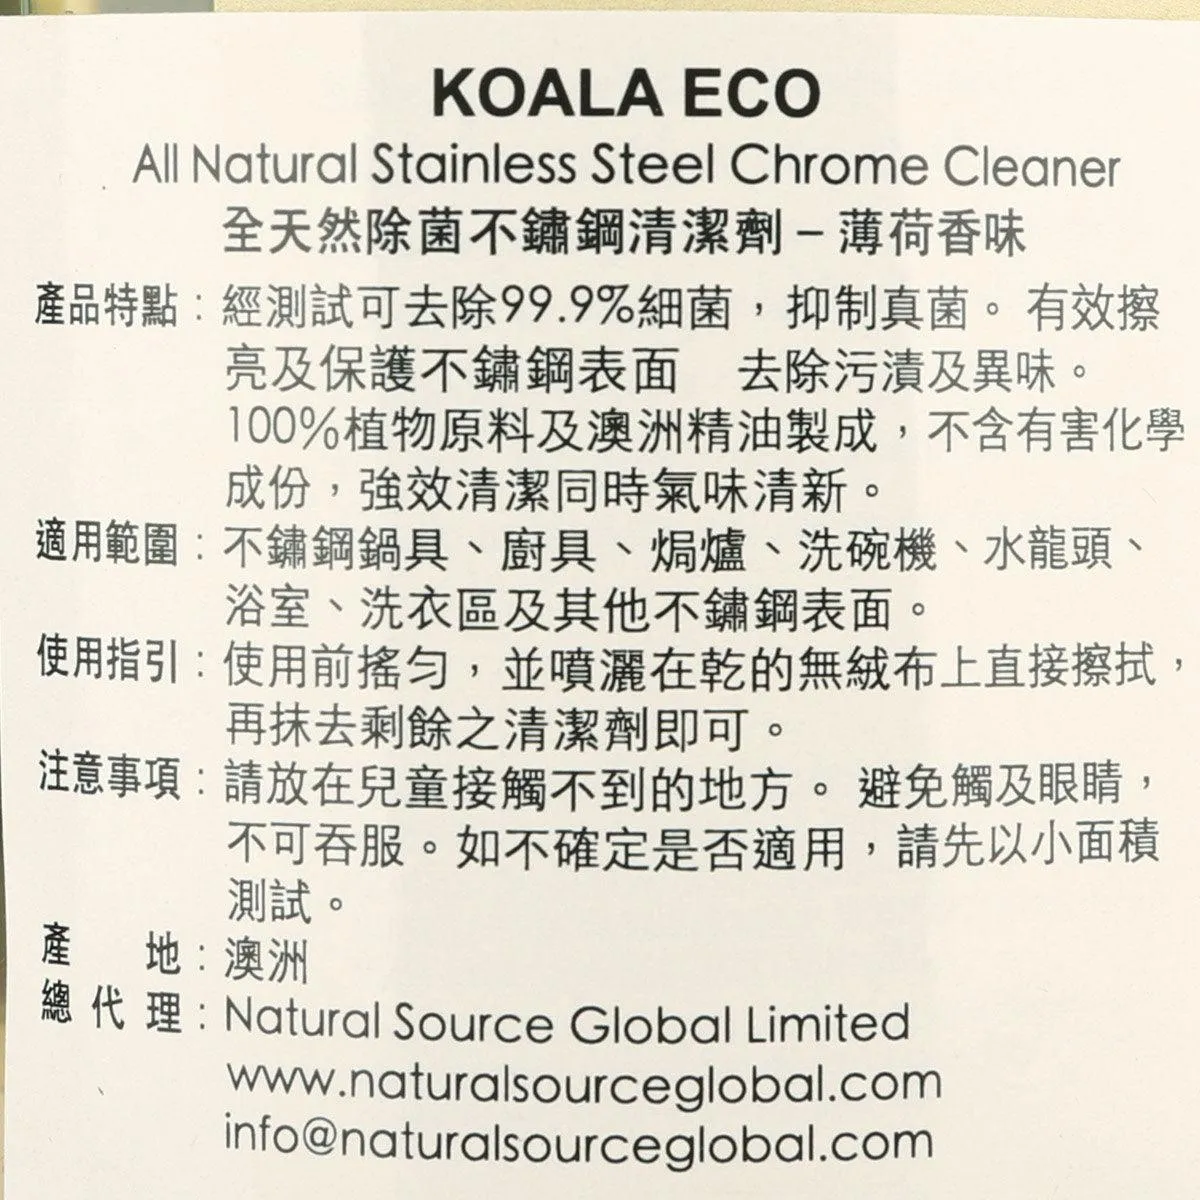 KOALA ECO
All Natural Stainless Steel Chrome Cleaner
全天然除菌不鏽鋼清潔劑－薄荷香味
產品特點：經測試可去除99.9%細菌，抑制真菌。有效擦
亮及保護不鏽鋼表面　去除污漬及異味。
100%植物原料及澳洲精油製成，不含有害化學
成份，強效清潔同時氣味清新。
適用範圍：不鏽鋼鍋具、廚具、焗爐、洗碗機、水龍頭、
浴室、洗衣區及其他不鏽鋼表面。
使用指引：使用前搖勻，並噴灑在乾的無絨布上直接擦拭，
再抹去剩餘之清潔劑即可。
注意事項：請放在兒童接觸不到的地方。避免觸及眼睛，
不可吞服。如不確定是否適用，請先以小面積
測試。
產　地：澳洲
總代理：Natural Source Global Limited
www.naturalsourceglobal.com
info@naturalsourceglobal.com